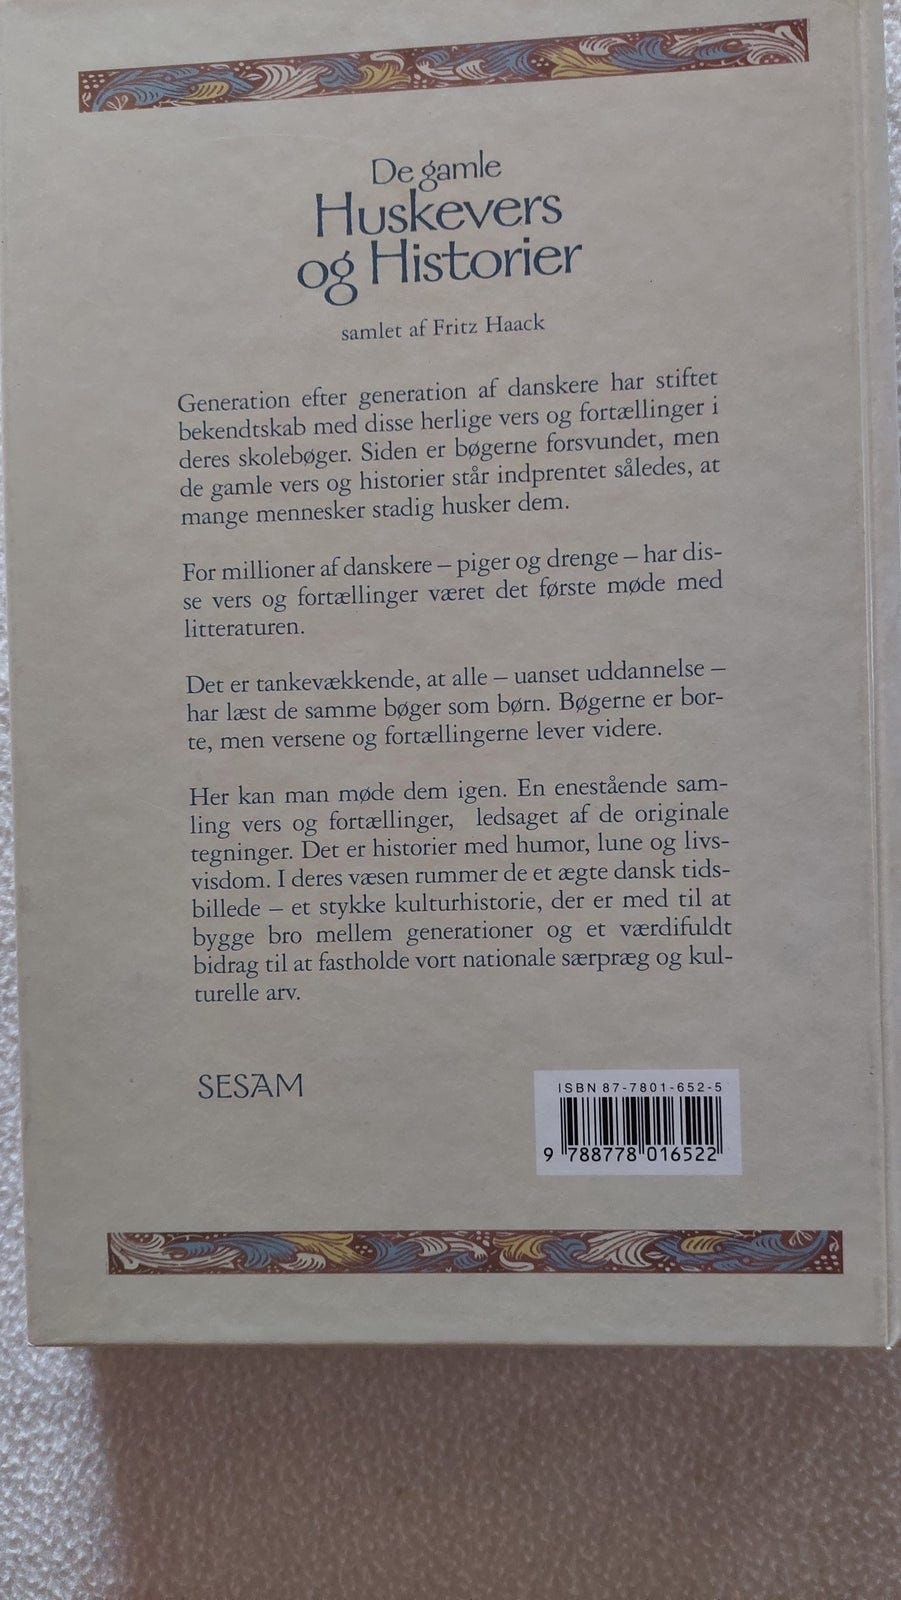 De gamle
Huskevers
og Historier
samlet af Fritz Haack
Generation efter generation af danskere har stiftet
bekendtskab med disse herlige vers og fortællinger i
deres skolebøger. Siden er bøgerne forsvundet, men
de gamle vers og historier står indprentet således, at
mange mennesker stadig husker dem.
For millioner af danskere – piger og drenge – har dis-
se vers og fortællinger været det første møde med
litteraturen.
Det er tankevækkende, at alle – uanset uddannelse –
har læst de samme bøger som børn. Bøgerne er bor-
te, men versene og fortællingerne lever videre.
Her kan man møde dem igen. En enestående sam-
ling vers og fortællinger, ledsaget af de originale
tegninger. Det er historier med humor, lune og livs-
visdom. I deres væsen rummer de et ægte dansk tids-
billede – et stykke kulturhistorie, der er med til at
bygge bro mellem generationer og et værdifuldt
bidrag til at fastholde vort nationale særpræg og kul-
turelle arv.
SESAM
ISBN 87-7801-652-5
9 788778 016522